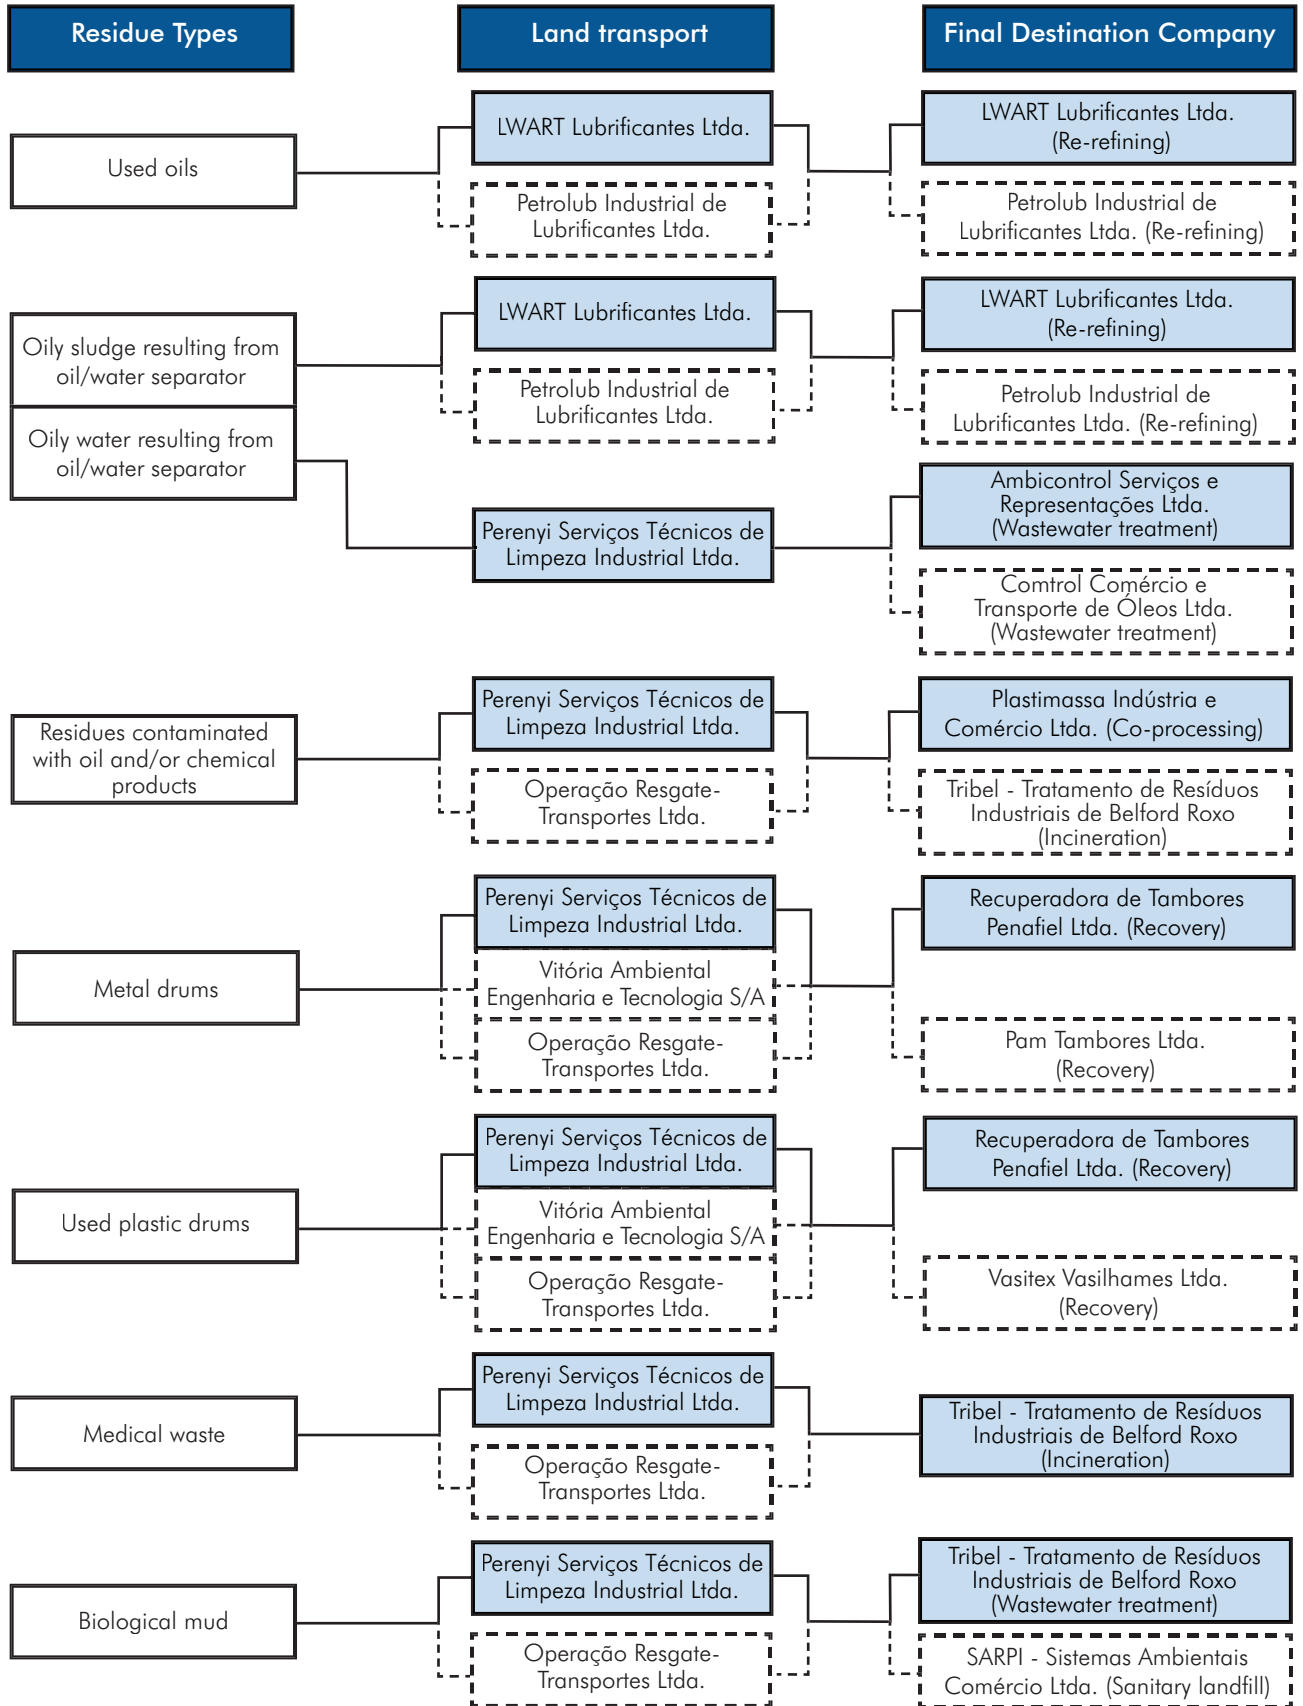 Residue Types
Land transport
Final Destination Company
Used oils
LWART Lubrificantes Ltda.
Petrolub Industrial de
Lubrificantes Ltda.
LWART Lubrificantes Ltda.
(Re-refining)
Petrolub Industrial de
Lubrificantes Ltda. (Re-refining)
Oily sludge resulting from
oil/water separator
LWART Lubrificantes Ltda.
Petrolub Industrial de
Lubrificantes Ltda.
LWART Lubrificantes Ltda.
(Re-refining)
Petrolub Industrial de
Lubrificantes Ltda. (Re-refining)
Oily water resulting from
oil/water separator
Perenyi Serviços Técnicos de
Limpeza Industrial Ltda.
Ambicontrol Serviços e
Representações Ltda.
(Wastewater treatment)
Comtrol Comércio e
Transporte de Óleos Ltda.
(Wastewater treatment)
Residues contaminated
with oil and/or chemical
products
Perenyi Serviços Técnicos de
Limpeza Industrial Ltda.
Operação Resgate-
Transportes Ltda.
Plastimassa Indústria e
Comércio Ltda. (Co-processing)
Tribel - Tratamento de Resíduos
Industriais de Belford Roxo
(Incineration)
Metal drums
Perenyi Serviços Técnicos de
Limpeza Industrial Ltda.
Vitória Ambiental
Engenharia e Tecnologia S/A
Operação Resgate-
Transportes Ltda.
Recuperadora de Tambores
Penafiel Ltda. (Recovery)
Pam Tambores Ltda.
(Recovery)
Used plastic drums
Perenyi Serviços Técnicos de
Limpeza Industrial Ltda.
Vitória Ambiental
Engenharia e Tecnologia S/A
Operação Resgate-
Transportes Ltda.
Recuperadora de Tambores
Penafiel Ltda. (Recovery)
Vasitex Vasilhames Ltda.
(Recovery)
Medical waste
Perenyi Serviços Técnicos de
Limpeza Industrial Ltda.
Operação Resgate-
Transportes Ltda.
Tribel - Tratamento de Resíduos
Industriais de Belford Roxo
(Incineration)
Biological mud
Perenyi Serviços Técnicos de
Limpeza Industrial Ltda.
Operação Resgate-
Transportes Ltda.
Tribel - Tratamento de Resíduos
Industriais de Belford Roxo
(Wastewater treatment)
SARPI - Sistemas Ambientais
Comércio Ltda. (Sanitary landfill)